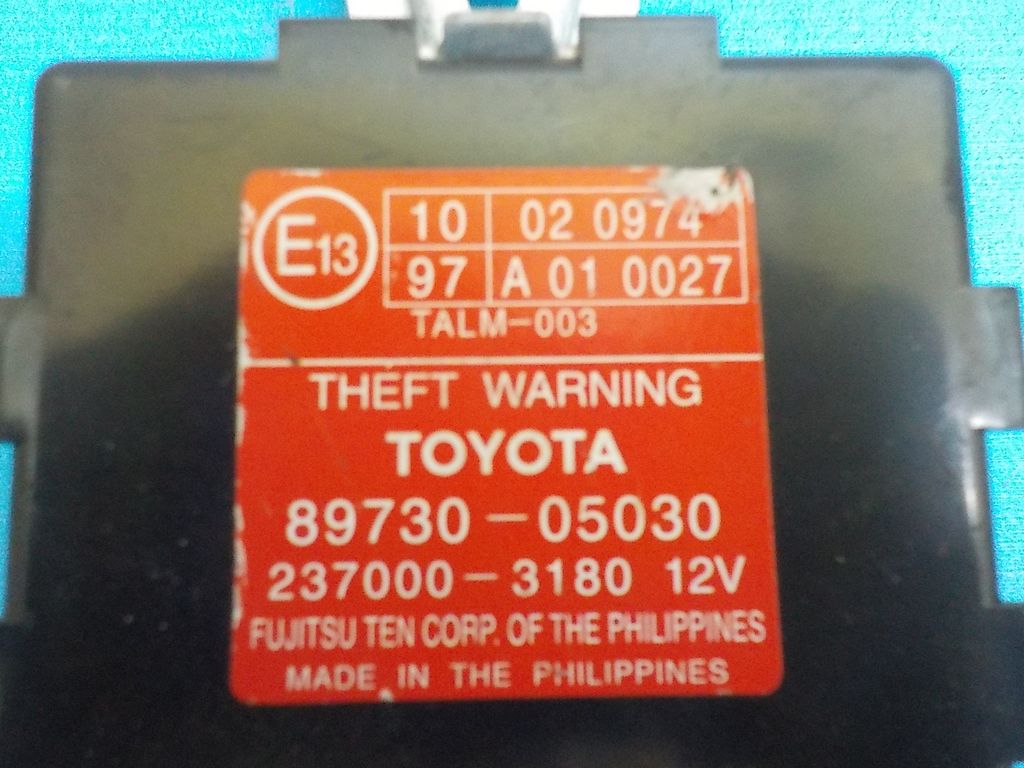 E13
10 02 0974
97 A 01 0027
TALM-003
THEFT WARNING
TOYOTA
89730-05030
237000-3180 12V
FUJITSU TEN CORP. OF THE PHILIPPINES
MADE IN THE PHILIPPINES